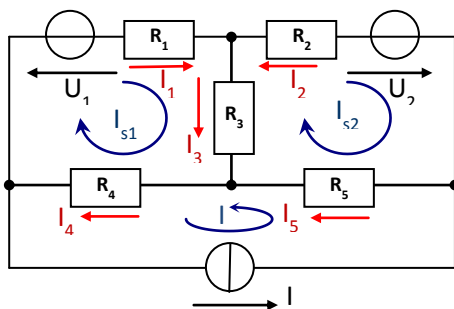 R1 R2
U1 I1 I2 U2
Is1 R3 Is2
I3
R4 R5
I4 I I5
I